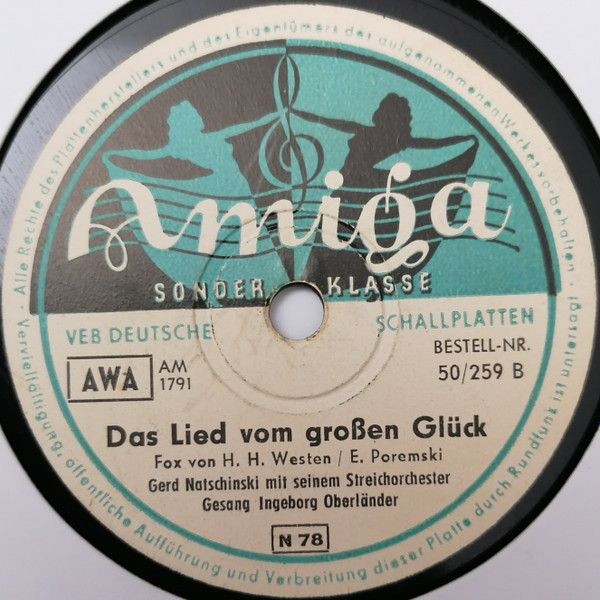 Alle Rechte des Plattenherstellers und des Eigentümers des aufgenommenen Werkes vorbehalten · Vervielfältigung, öffentliche Aufführung und Verbreitung dieser Platte durch Rundfunk ist untersagt ·
Amiga
SONDER KLASSE
VEB DEUTSCHE SCHALLPLATTEN
BESTELL-NR.
50/259 B
AWA
AM
1791
Das Lied vom großen Glück
Fox von H. H. Westen / E. Poremski
Gerd Natschinski mit seinem Streichorchester
Gesang Ingeborg Oberländer
N 78